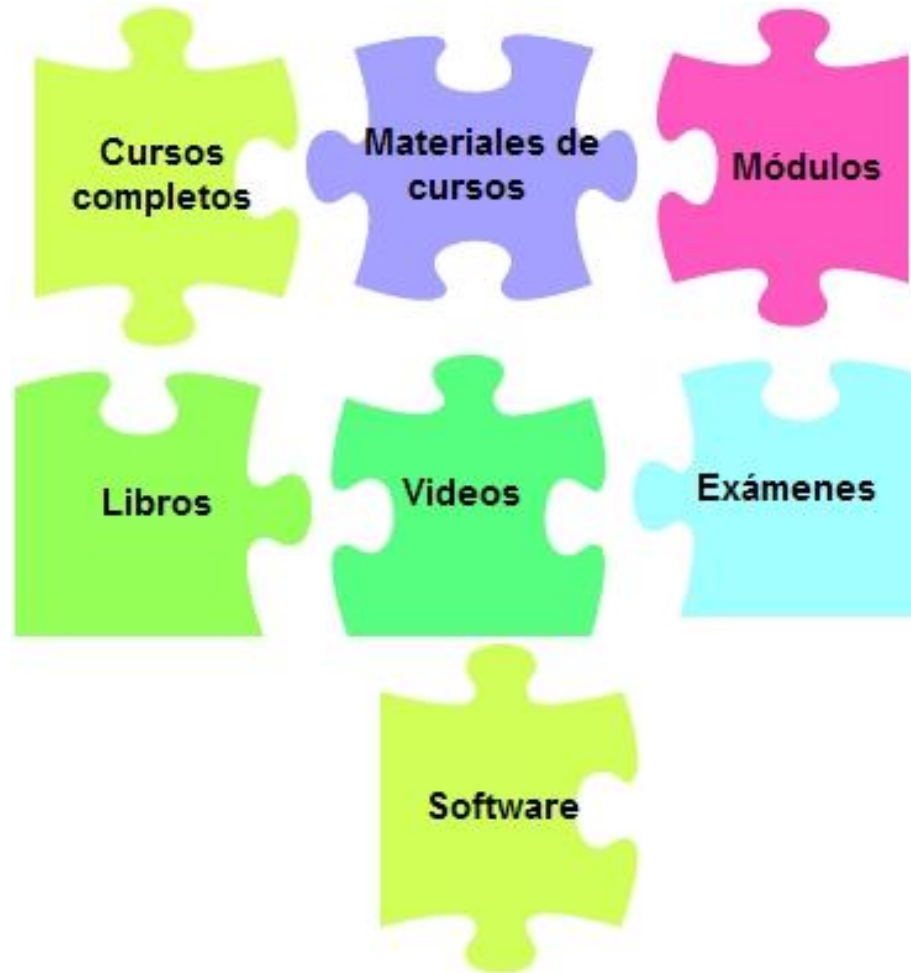 Cursos
completos
Materiales de
cursos
Módulos
Libros
Videos
Exámenes
Software